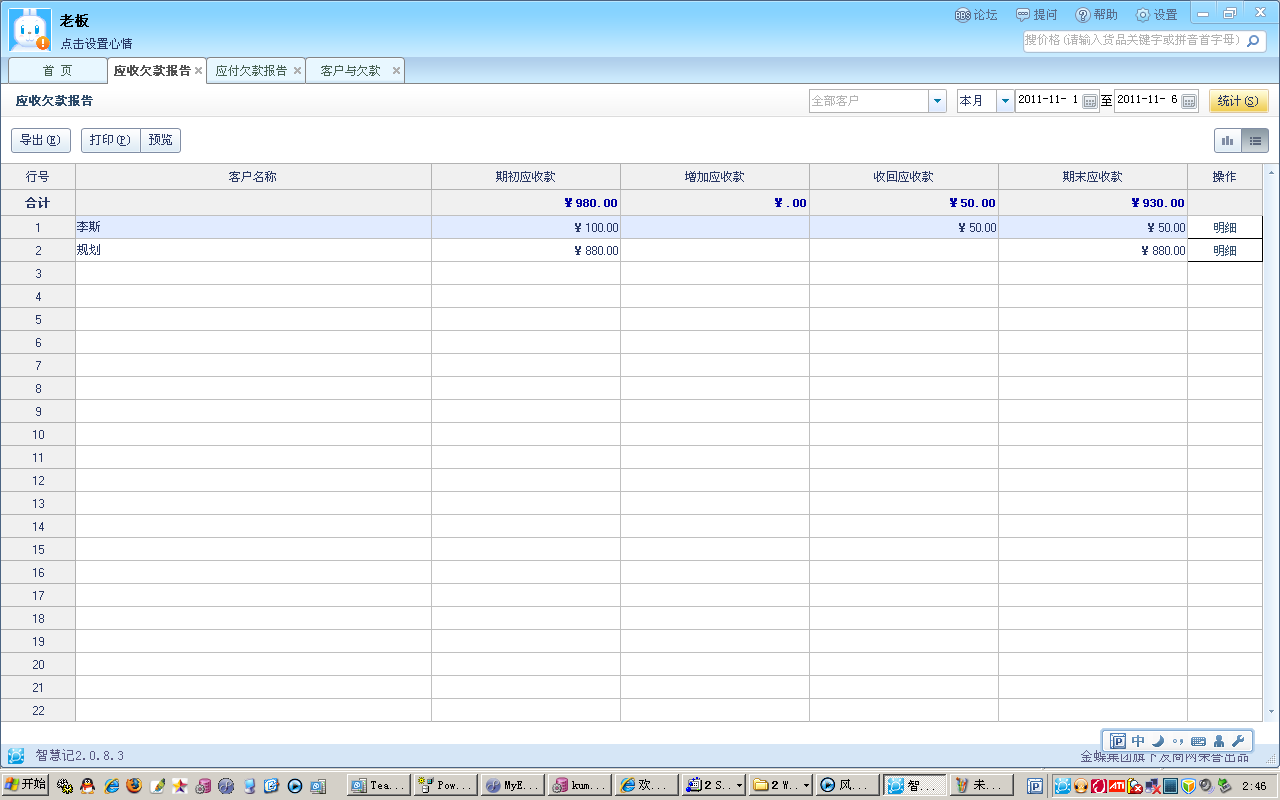 老板
点击设置心情
BBS 论坛 提问 帮助 设置
搜价格 (请输入货品关键字或拼音首字母)
首 页 应收欠款报告 应付欠款报告 客户与欠款
应收欠款报告
全部客户 本月 2011-11- 1 至 2011-11- 6 统计(S)
导出(E) 打印(P) 预览
行号 客户名称 期初应收款 增加应收款 收回应收款 期末应收款 操作
合计 ¥980.00 ¥.00 ¥50.00 ¥930.00
1 李斯 ¥100.00 ¥50.00 ¥50.00 明细
2 规划 ¥880.00 ¥880.00 明细
3
4
5
6
7
8
9
10
11
12
13
14
15
16
17
18
19
20
21
22
中
智慧记2.0.8.3 金蝶集团旗下友商网荣誉出品
开始 Tea... Pow... MyE... kum... 欢... 2 S... 2 W... 风... 智... 未... ATI 2:46